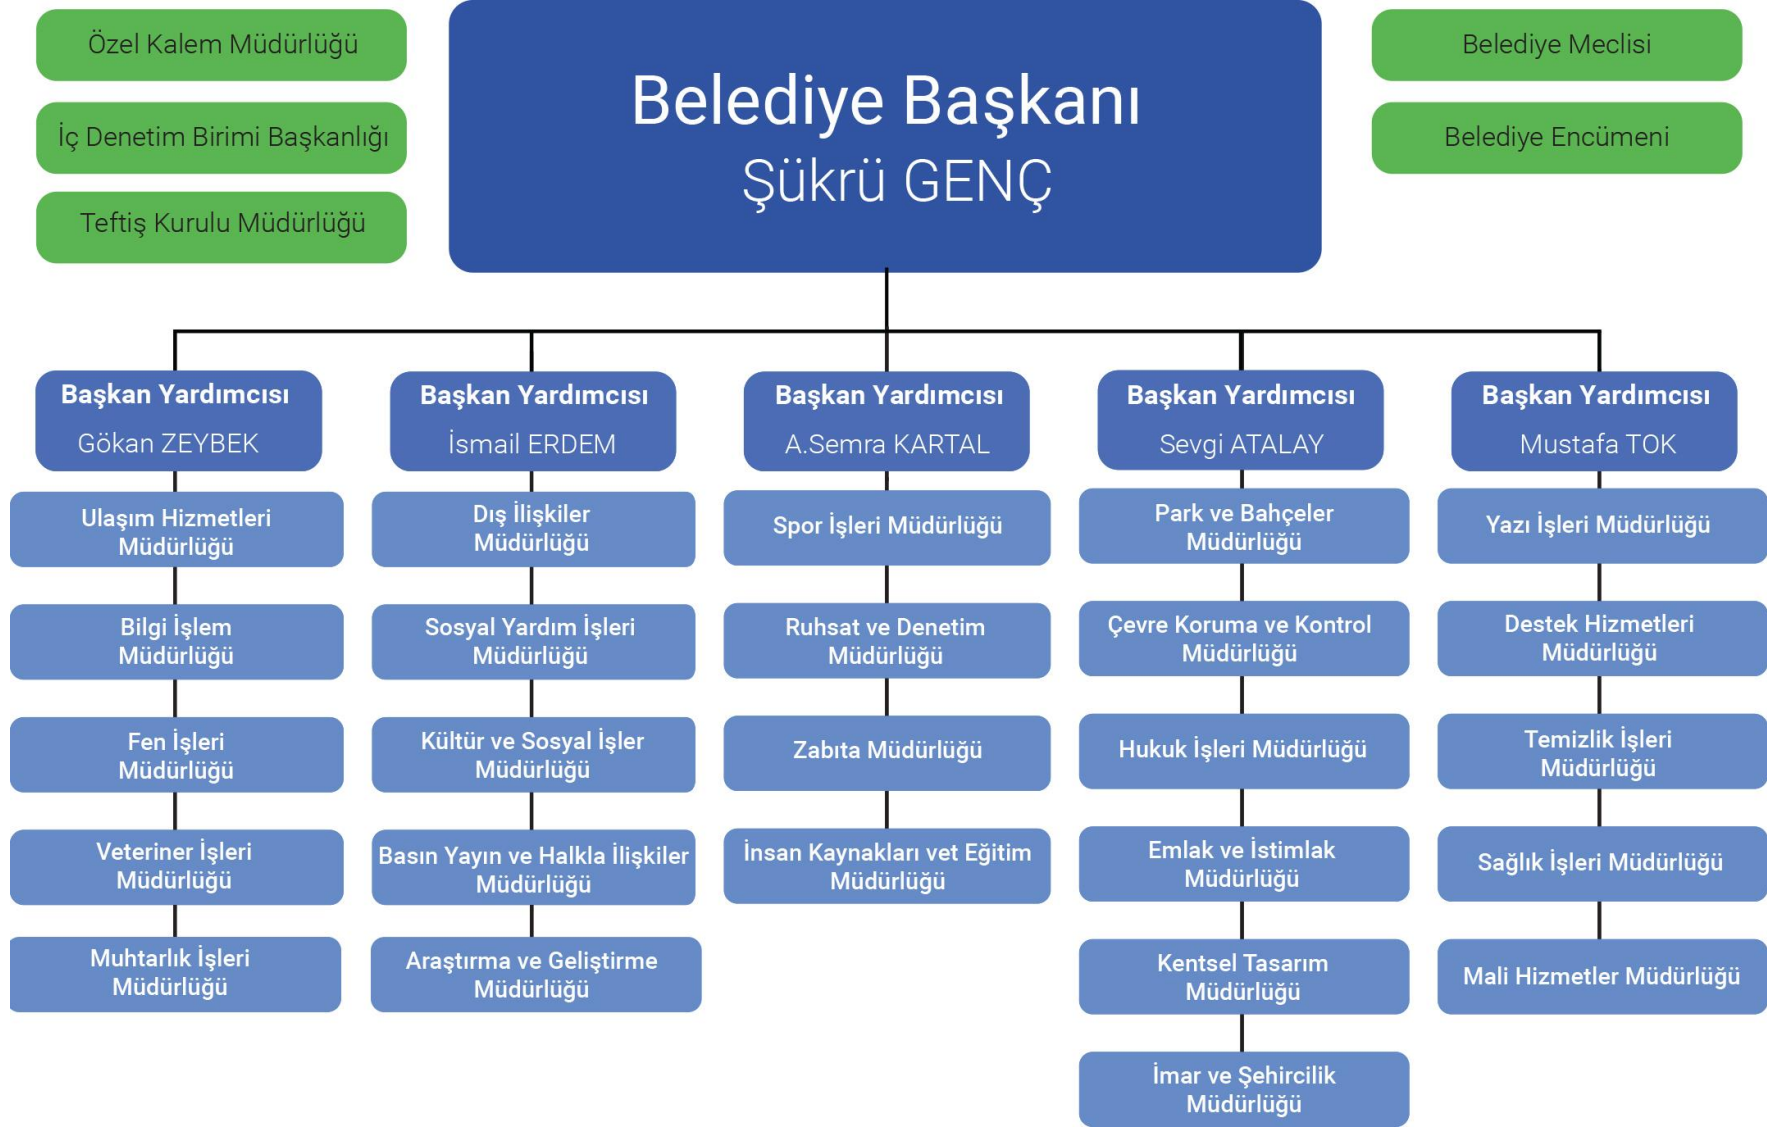 Özel Kalem Müdürlüğü
İç Denetim Birimi Başkanlığı
Teftiş Kurulu Müdürlüğü
Belediye Başkanı
Şükrü GENÇ
Belediye Meclisi
Belediye Encümeni
Başkan Yardımcısı
Gökan ZEYBEK
Ulaşım Hizmetleri
Müdürlüğü
Bilgi İşlem
Müdürlüğü
Fen İşleri
Müdürlüğü
Veteriner İşleri
Müdürlüğü
Muhtarlık İşleri
Müdürlüğü
Başkan Yardımcısı
İsmail ERDEM
Dış İlişkiler
Müdürlüğü
Sosyal Yardım İşleri
Müdürlüğü
Kültür ve Sosyal İşler
Müdürlüğü
Basın Yayın ve Halkla İlişkiler
Müdürlüğü
Araştırma ve Geliştirme
Müdürlüğü
Başkan Yardımcısı
A.Semra KARTAL
Spor İşleri Müdürlüğü
Ruhsat ve Denetim
Müdürlüğü
Zabıta Müdürlüğü
İnsan Kaynakları vet Eğitim
Müdürlüğü
Başkan Yardımcısı
Sevgi ATALAY
Park ve Bahçeler
Müdürlüğü
Çevre Koruma ve Kontrol
Müdürlüğü
Hukuk İşleri Müdürlüğü
Emlak ve İstimlak
Müdürlüğü
Kentsel Tasarım
Müdürlüğü
İmar ve Şehircilik
Müdürlüğü
Başkan Yardımcısı
Mustafa TOK
Yazı İşleri Müdürlüğü
Destek Hizmetleri
Müdürlüğü
Temizlik İşleri
Müdürlüğü
Sağlık İşleri Müdürlüğü
Mali Hizmetler Müdürlüğü